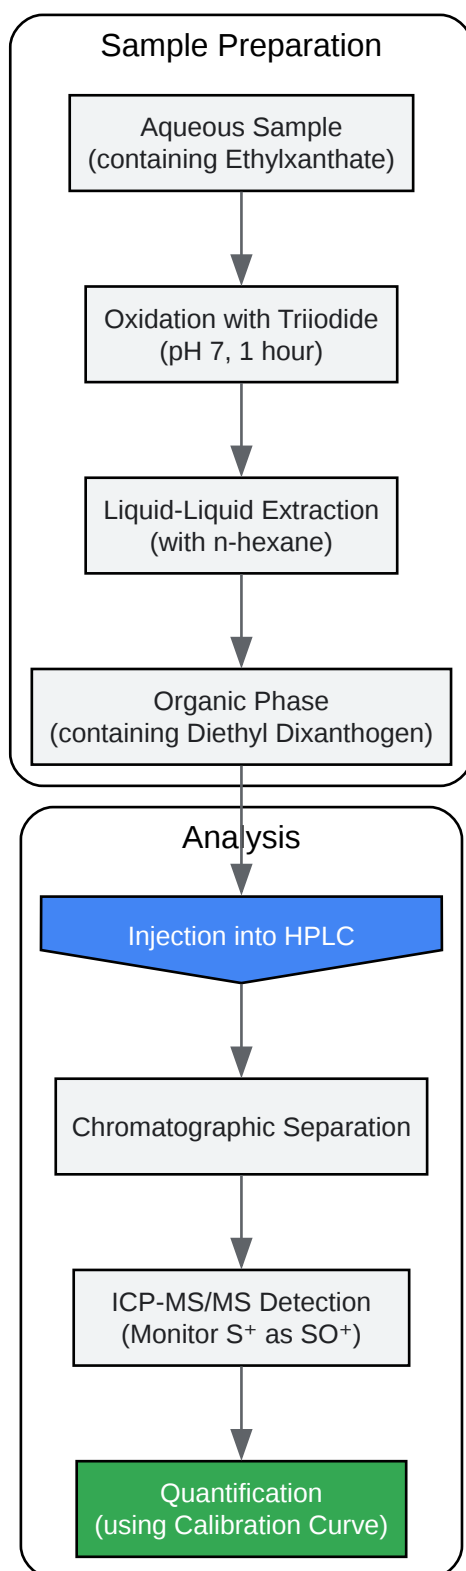 Sample Preparation
Aqueous Sample
(containing Ethylxanthate)
Oxidation with Triiodide
(pH 7, 1 hour)
Liquid-Liquid Extraction
(with n-hexane)
Organic Phase
(containing Diethyl Dixanthogen)
Analysis
Injection into HPLC
Chromatographic Separation
ICP-MS/MS Detection
(Monitor S⁺ as SO⁺)
Quantification
(using Calibration Curve)